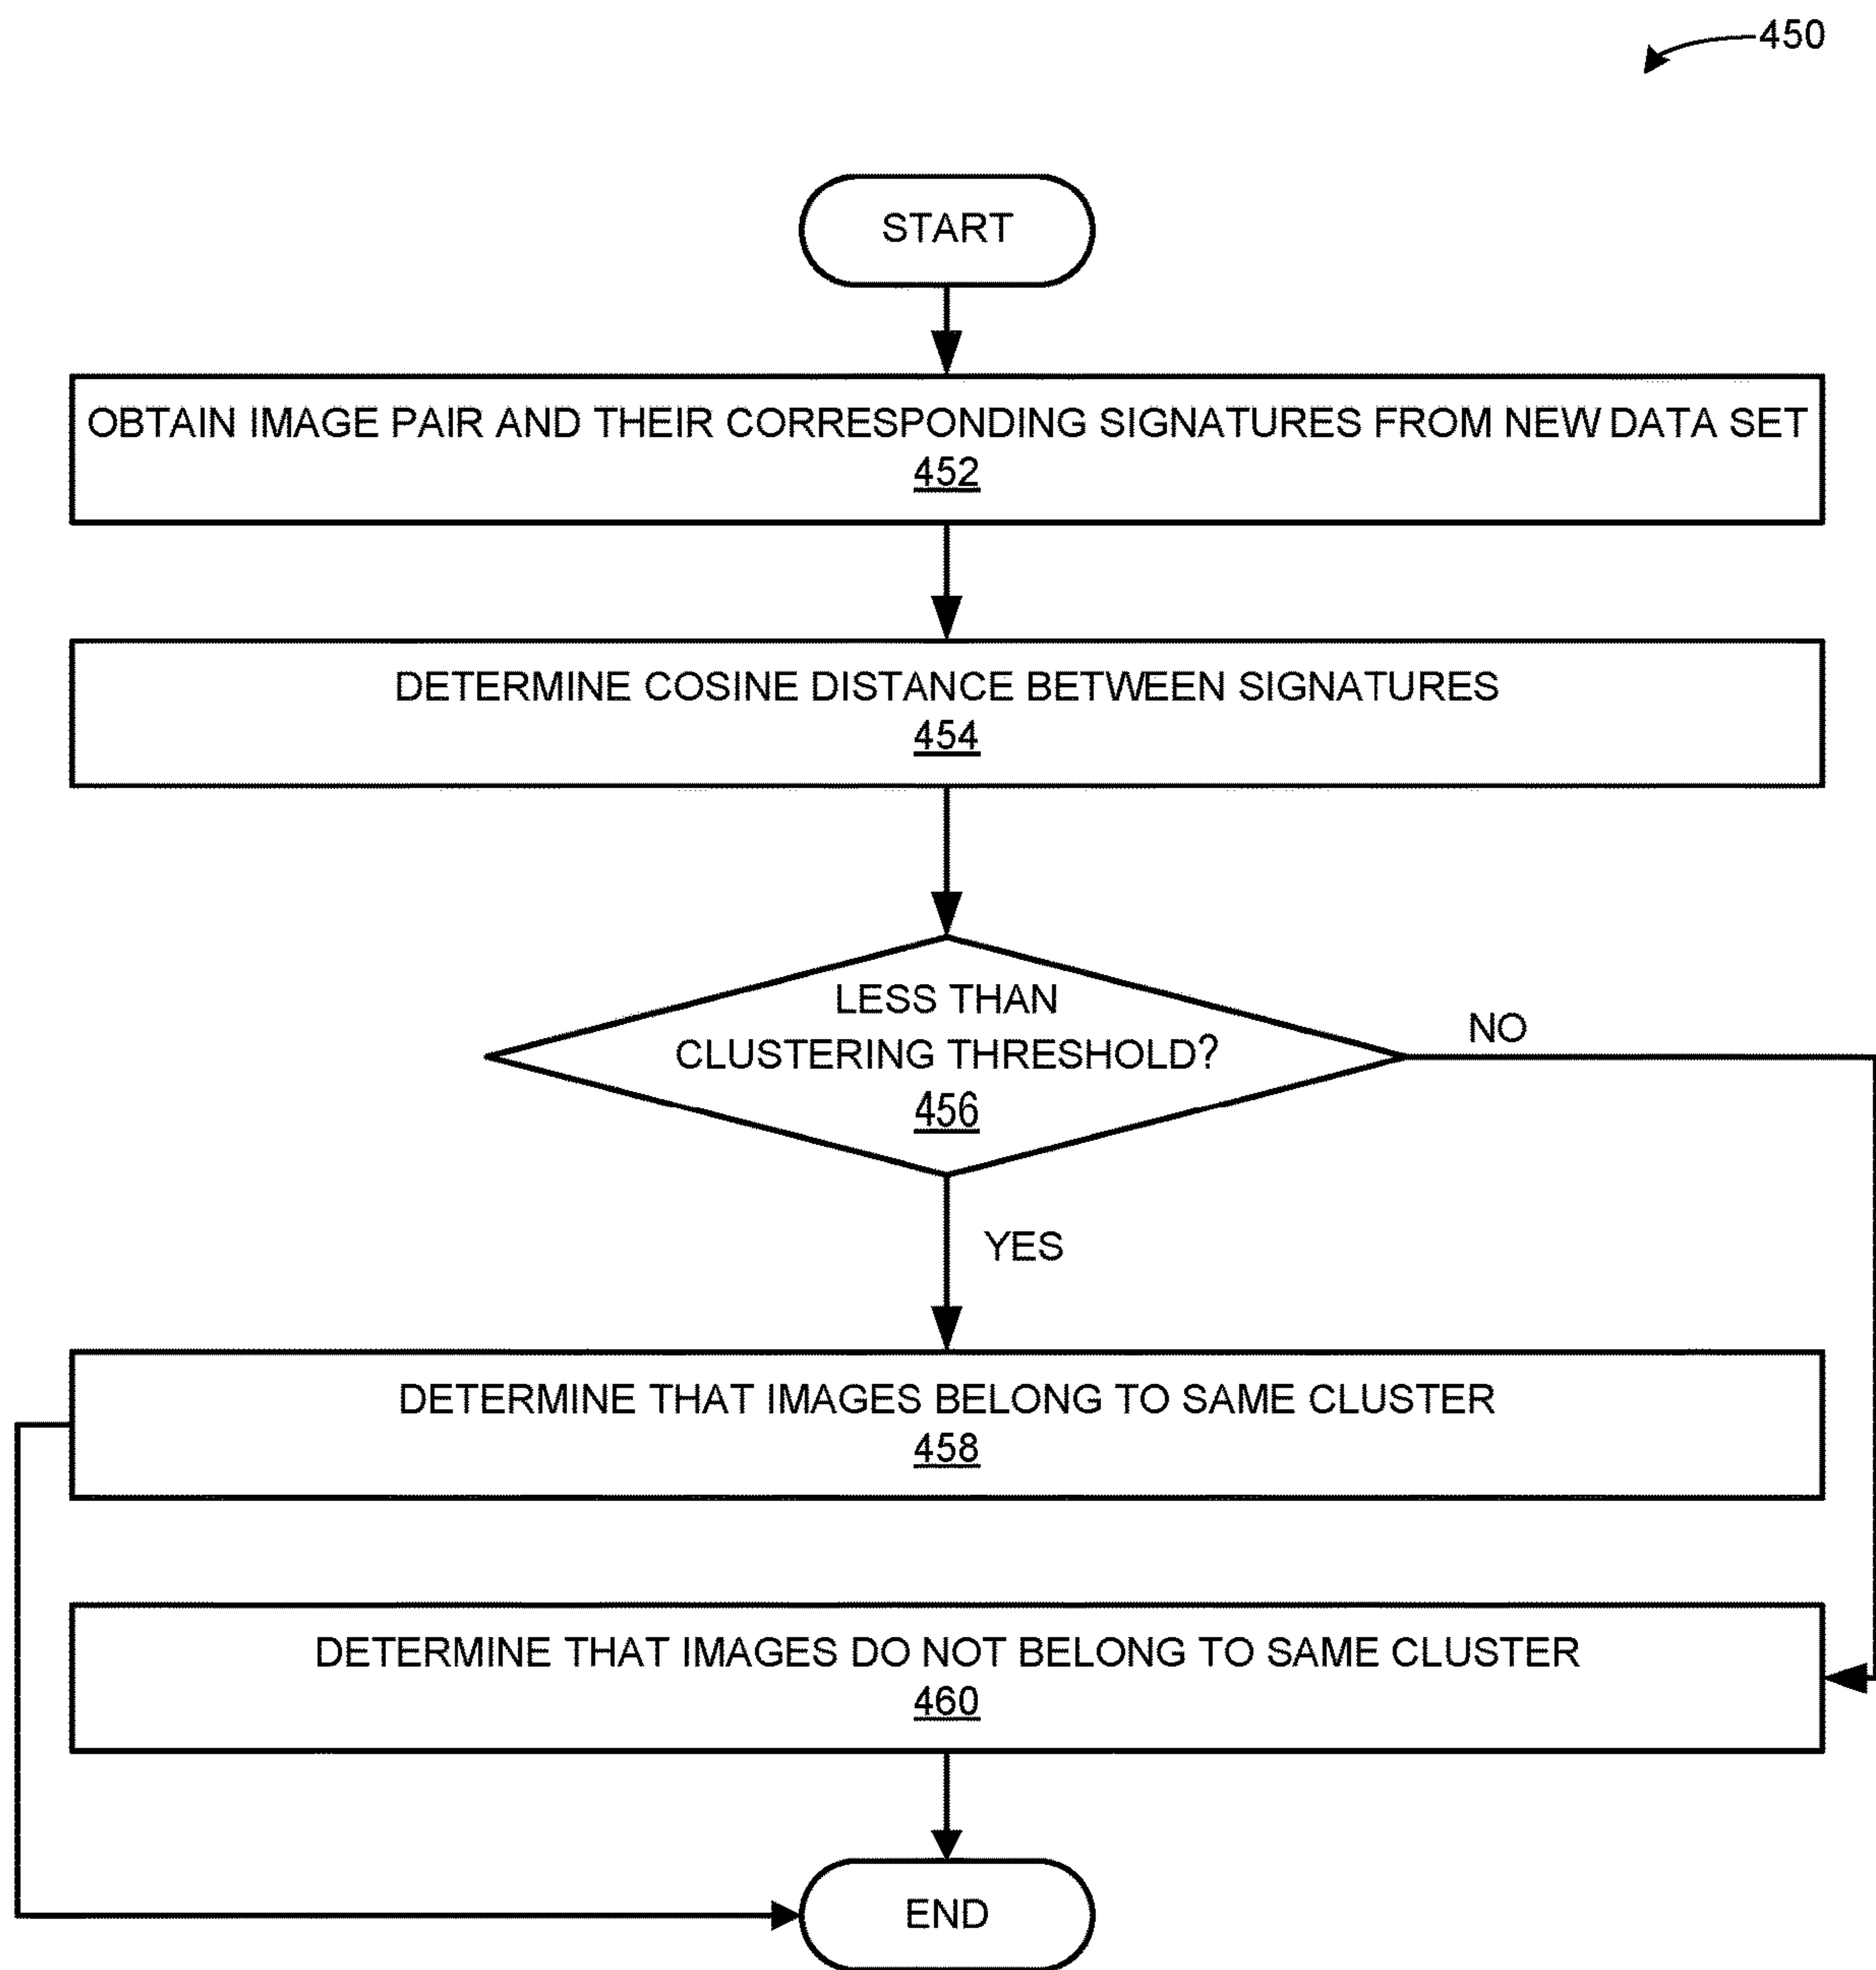 450
START
OBTAIN IMAGE PAIR AND THEIR CORRESPONDING SIGNATURES FROM NEW DATA SET
452
DETERMINE COSINE DISTANCE BETWEEN SIGNATURES
454
LESS THAN
CLUSTERING THRESHOLD?
456
NO
YES
DETERMINE THAT IMAGES BELONG TO SAME CLUSTER
458
DETERMINE THAT IMAGES DO NOT BELONG TO SAME CLUSTER
460
END